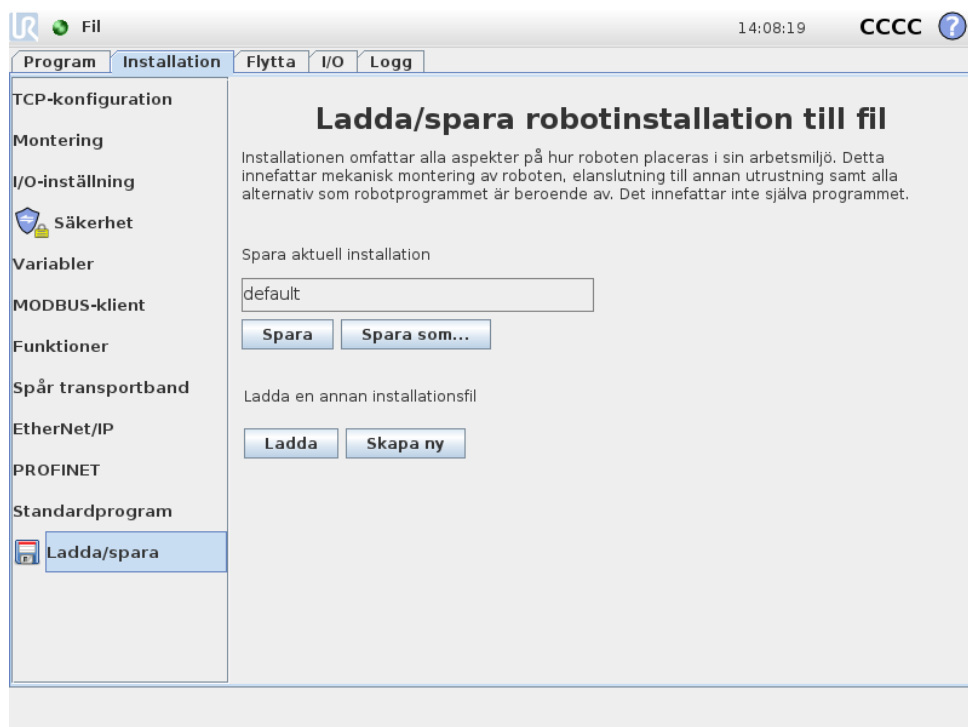 UR Fil 14:08:19 CCCC ?
Program Installation Flytta I/O Logg
TCP-konfiguration
Montering
I/O-inställning
Säkerhet
Variabler
MODBUS-klient
Funktioner
Spår transportband
EtherNet/IP
PROFINET
Standardprogram
Ladda/spara
Ladda/spara robotinstallation till fil
Installationen omfattar alla aspekter på hur roboten placeras i sin arbetsmiljö. Detta
innefattar mekanisk montering av roboten, elanslutning till annan utrustning samt alla
alternativ som robotprogrammet är beroende av. Det innefattar inte själva programmet.
Spara aktuell installation
default
Spara Spara som...
Ladda en annan installationsfil
Ladda Skapa ny